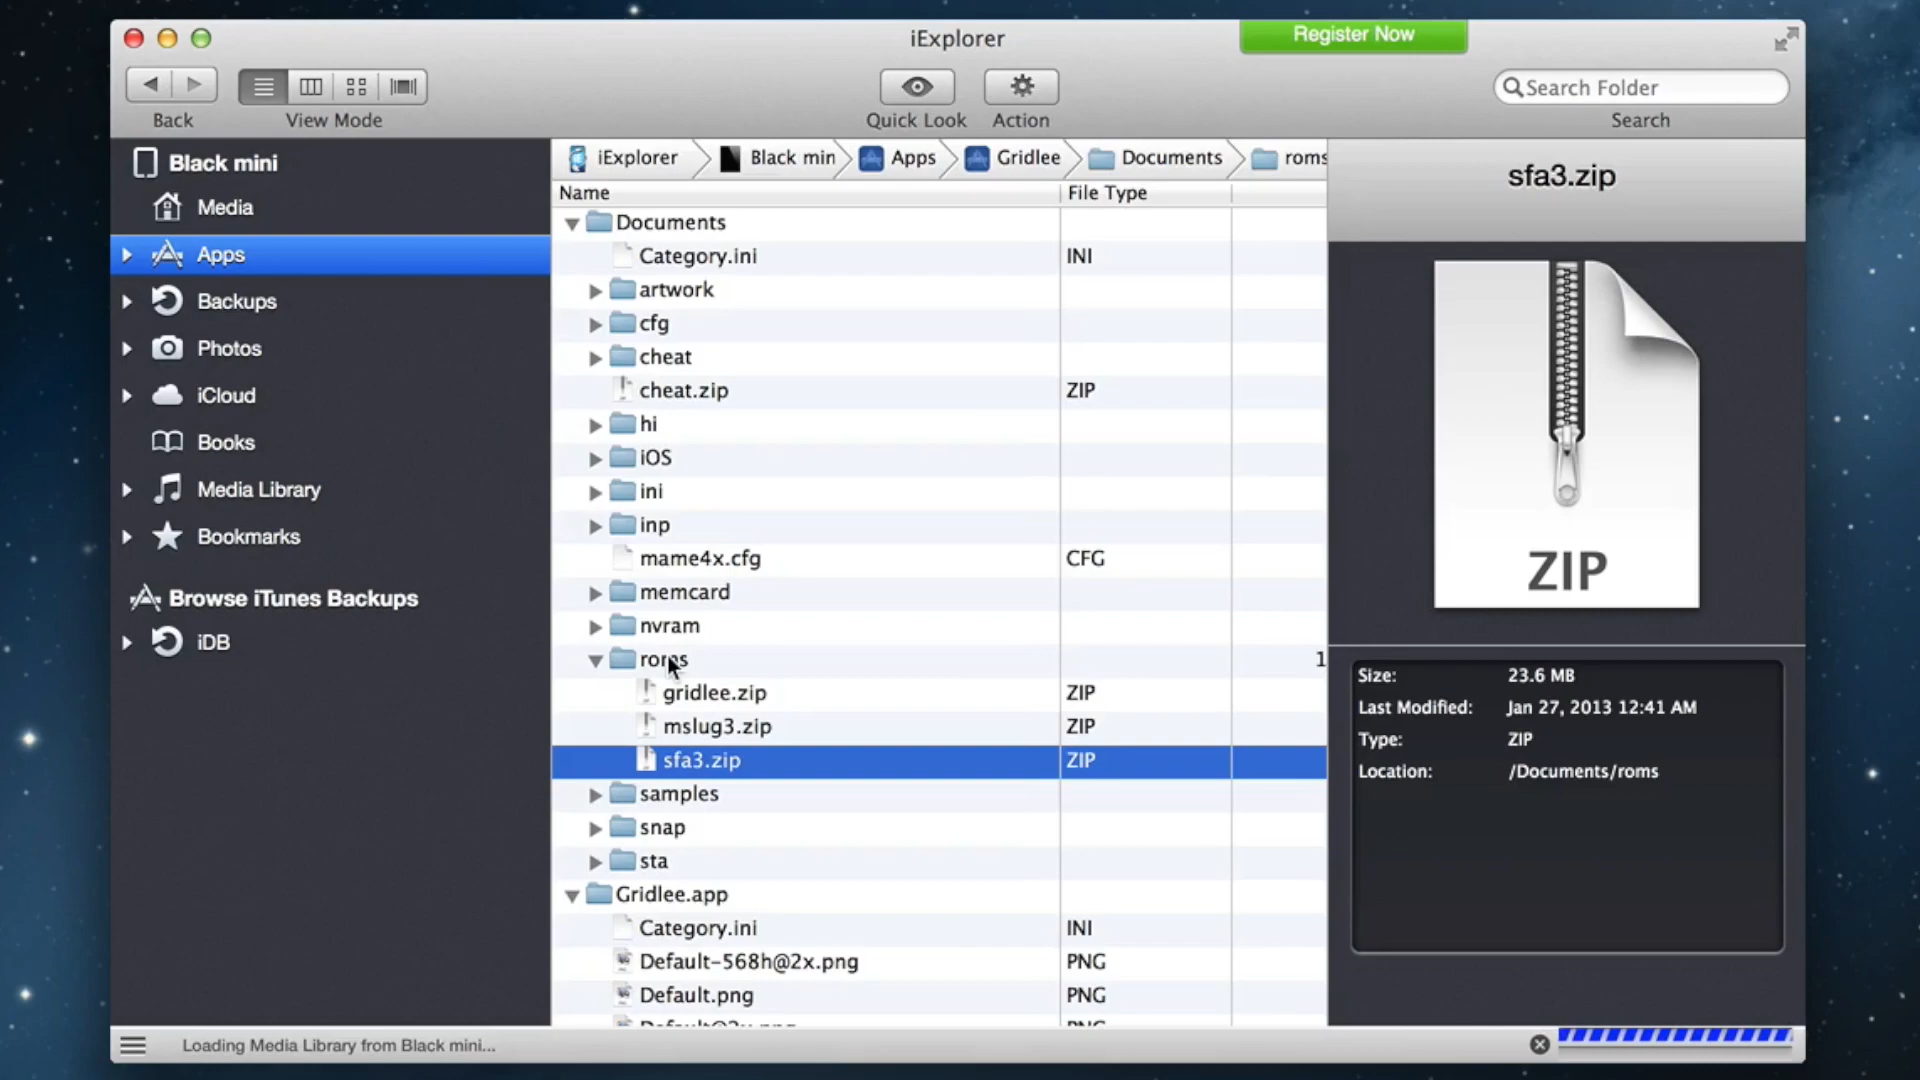 iExplorer
Register Now
Back
View Mode
Quick Look
Action
Search Folder
Search
Black mini
Media
Apps
Backups
Photos
iCloud
Books
Media Library
Bookmarks
Browse iTunes Backups
iDB
iExplorer Black min Apps Gridlee Documents roms
Name File Type
Documents
Category.ini INI
artwork
cfg
cheat
cheat.zip ZIP
hi
iOS
ini
inp
mame4x.cfg CFG
memcard
nvram
roms 1
gridlee.zip ZIP
mslug3.zip ZIP
sfa3.zip ZIP
samples
snap
sta
Gridlee.app
Category.ini INI
Default-568h@2x.png PNG
Default.png PNG
sfa3.zip
ZIP
Size: 23.6 MB
Last Modified: Jan 27, 2013 12:41 AM
Type: ZIP
Location: /Documents/roms
Loading Media Library from Black mini...